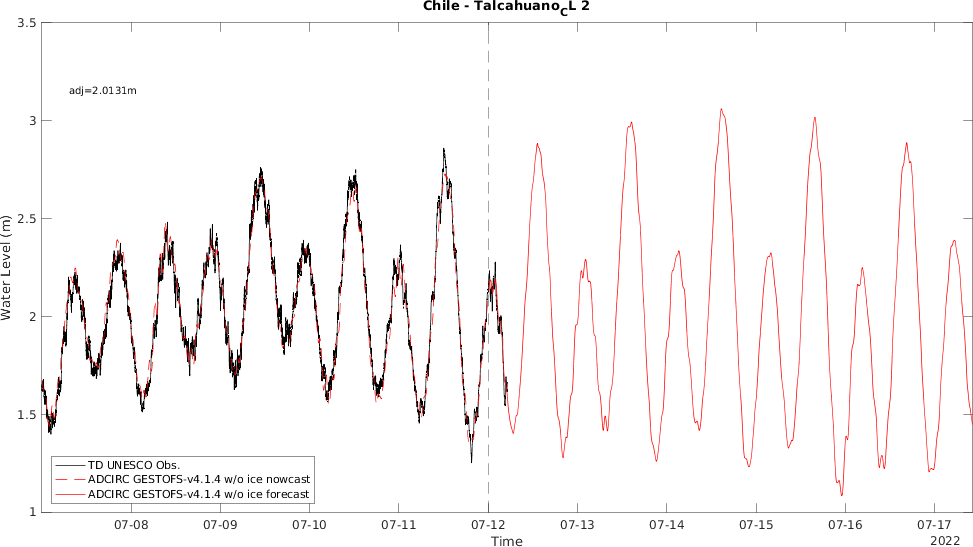 Chile - Talcahuano_CL 2
3.5
adj=2.0131m
3
2.5
Water Level (m)
2
1.5
TD UNESCO Obs.
ADCIRC GESTOFS-v4.1.4 w/o ice nowcast
ADCIRC GESTOFS-v4.1.4 w/o ice forecast
1
07-08 07-09 07-10 07-11 07-12 07-13 07-14 07-15 07-16 07-17
Time
2022